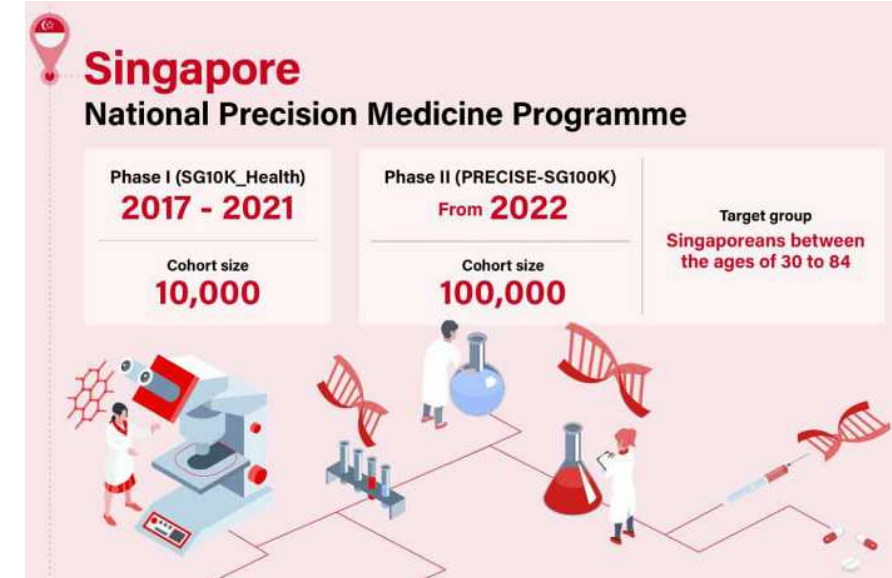 Singapore
National Precision Medicine Programme
Phase I (SG10K_Health)
2017 - 2021
Cohort size
10,000
Phase II (PRECISE-SG100K)
From 2022
Cohort size
100,000
Target group
Singaporeans between
the ages of 30 to 84